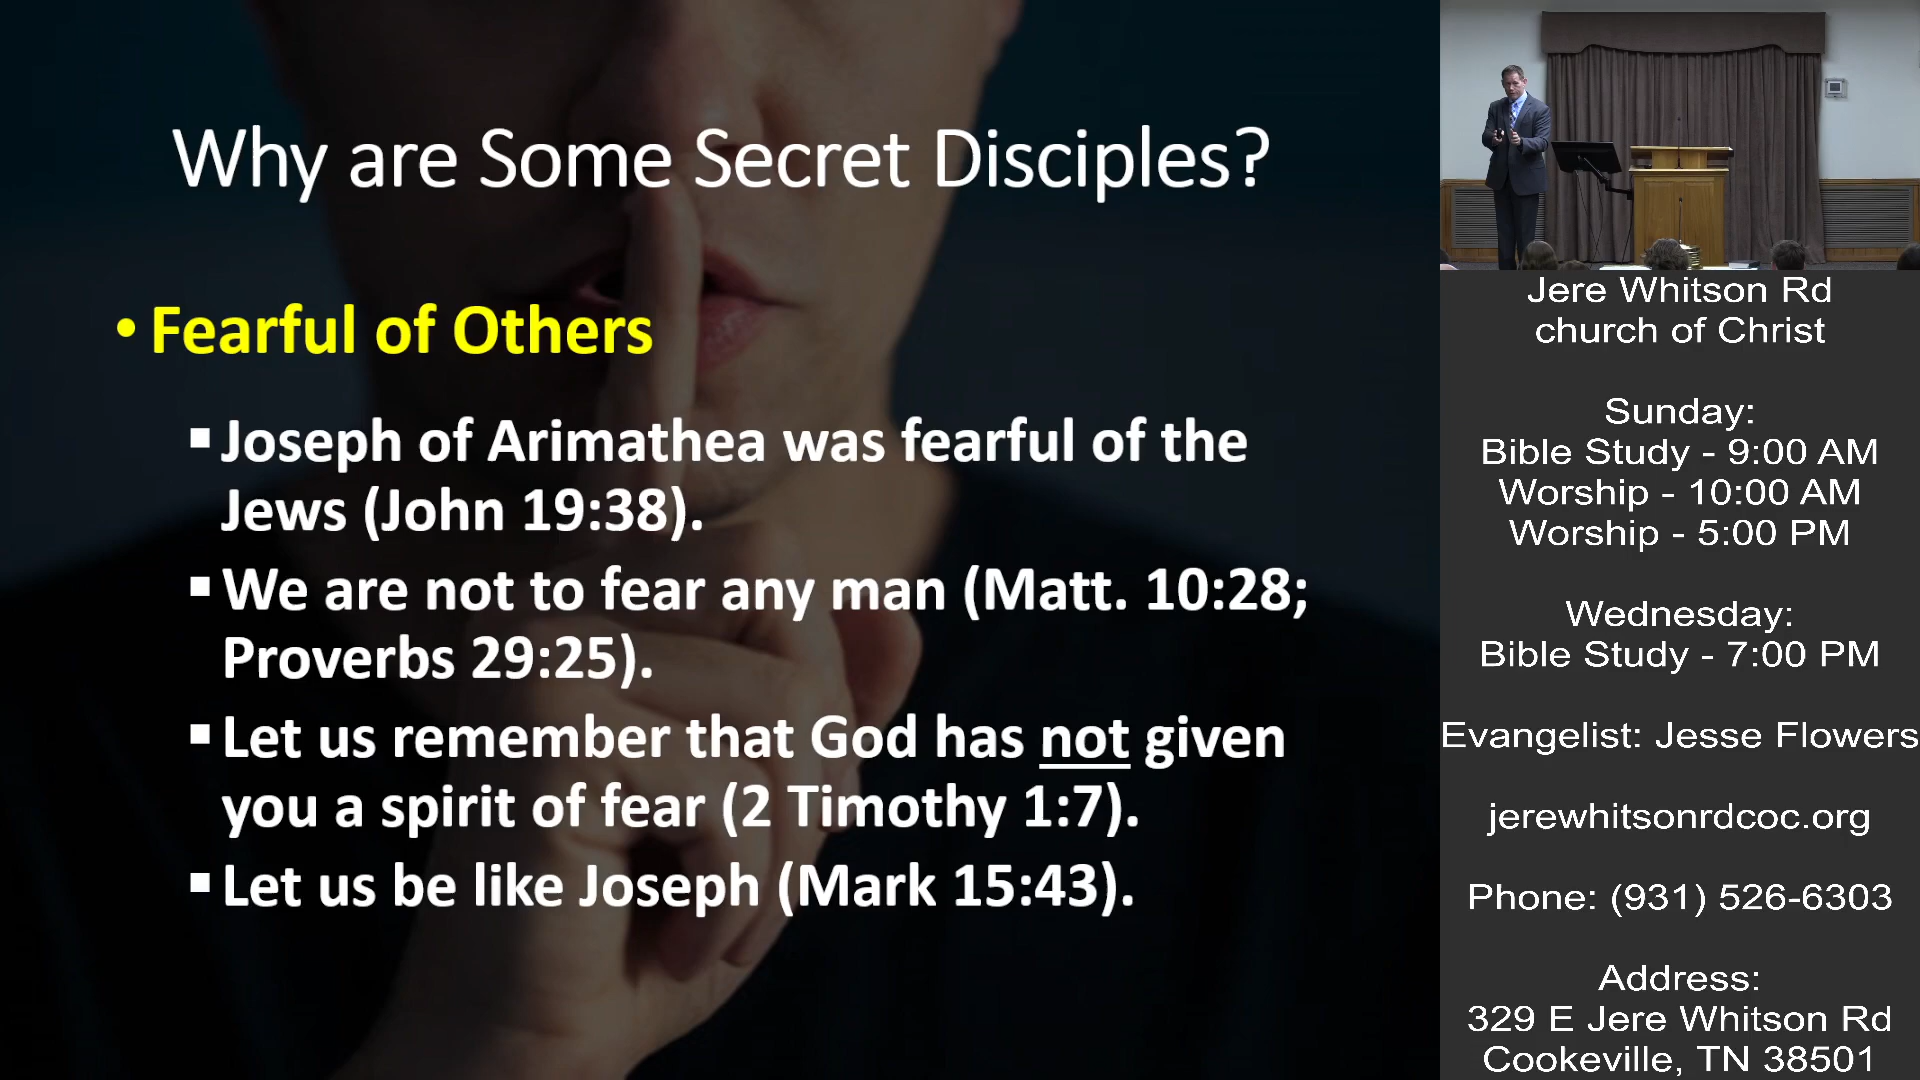 Why are Some Secret Disciples?
• Fearful of Others
▪ Joseph of Arimathea was fearful of the
Jews (John 19:38).
▪ We are not to fear any man (Matt. 10:28;
Proverbs 29:25).
▪ Let us remember that God has not given
you a spirit of fear (2 Timothy 1:7).
▪ Let us be like Joseph (Mark 15:43).
Jere Whitson Rd
church of Christ
Sunday:
Bible Study - 9:00 AM
Worship - 10:00 AM
Worship - 5:00 PM
Wednesday:
Bible Study - 7:00 PM
Evangelist: Jesse Flowers
jerewhitsonrdcoc.org
Phone: (931) 526-6303
Address:
329 E Jere Whitson Rd
Cookeville, TN 38501